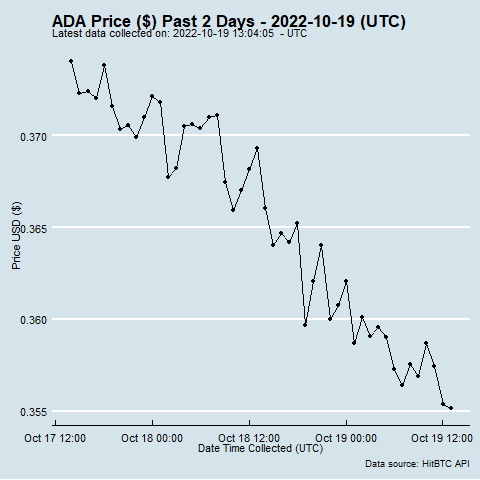 ADA Price ($) Past 2 Days - 2022-10-19 (UTC)
Latest data collected on: 2022-10-19 13:04:05 - UTC
Price USD ($)
0.370
0.365
0.360
0.355
Oct 17 12:00 Oct 18 00:00 Oct 18 12:00 Oct 19 00:00 Oct 19 12:00
Date Time Collected (UTC)
Data source: HitBTC API